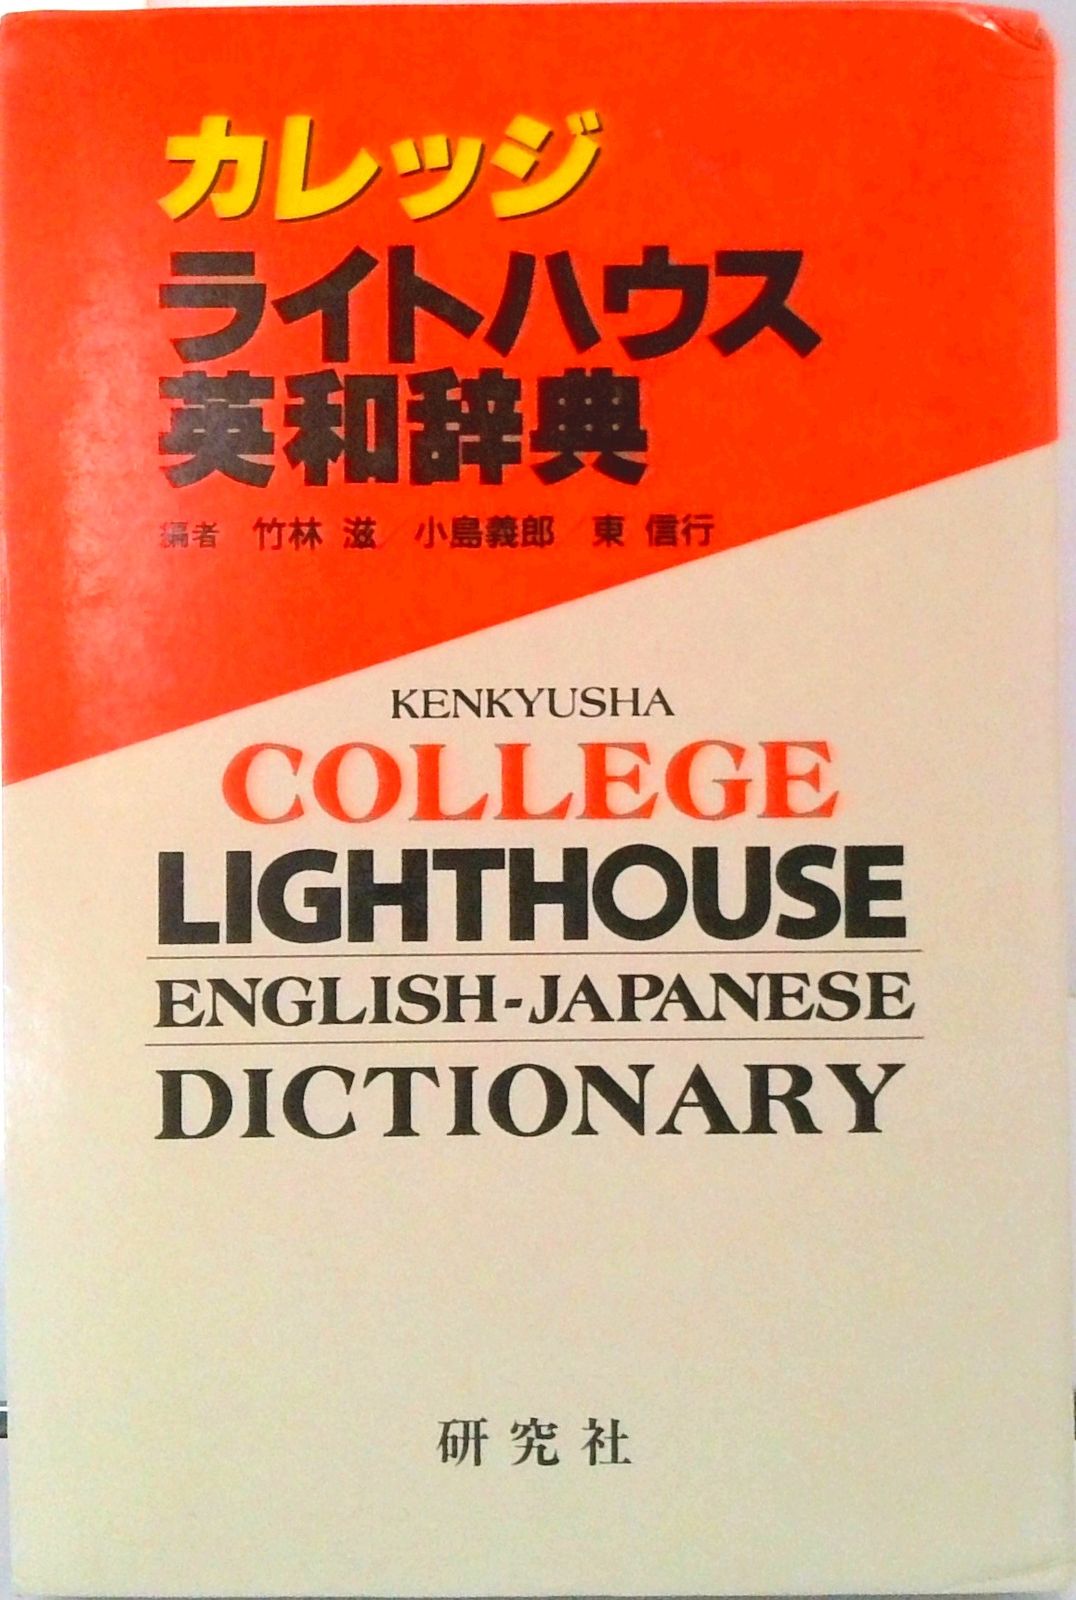 カレッジ
ライトハウス
英和辞典
編者 竹林 滋／小島義郎／東 信行
KENKYUSHA
COLLEGE
LIGHTHOUSE
ENGLISH-JAPANESE
DICTIONARY
研究社